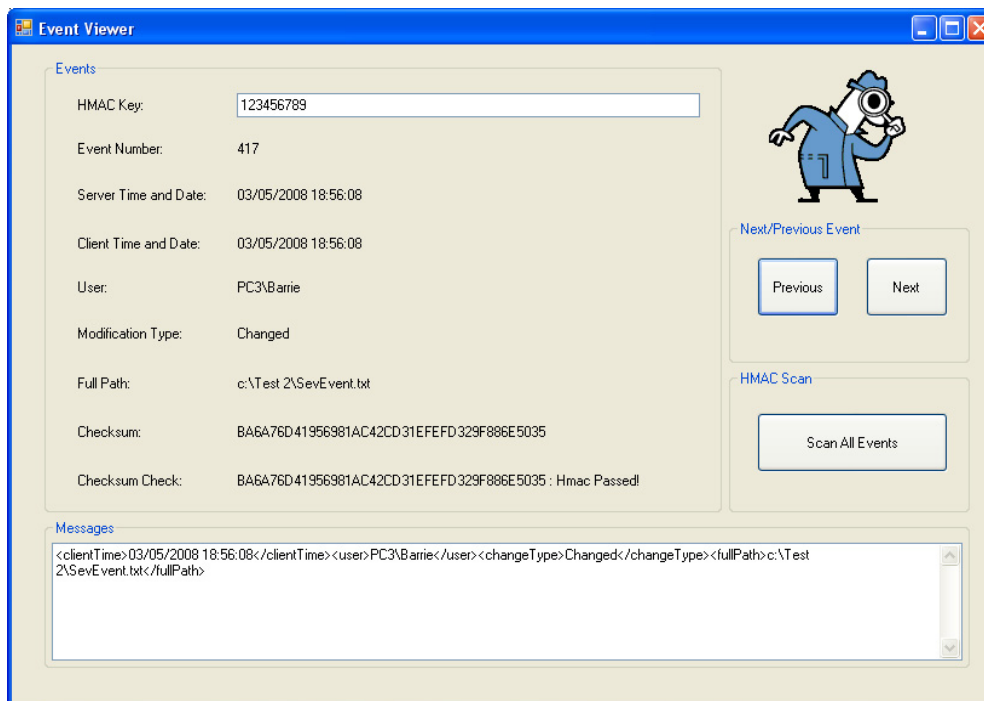 Event Viewer
Events
HMAC Key: 123456789
Event Number: 417
Server Time and Date: 03/05/2008 18:56:08
Client Time and Date: 03/05/2008 18:56:08
User: PC3\Barrie
Modification Type: Changed
Full Path: c:\Test 2\SevEvent.txt
Checksum: BA6A76D41956981AC42CD31EFEFD329F886E5035
Checksum Check: BA6A76D41956981AC42CD31EFEFD329F886E5035 : Hmac Passed!
Next/Previous Event
Previous Next
HMAC Scan
Scan All Events
Messages
<clientTime>03/05/2008 18:56:08</clientTime><user>PC3\Barrie</user><changeType>Changed</changeType><fullPath>c:\Test
2\SevEvent.txt</fullPath>